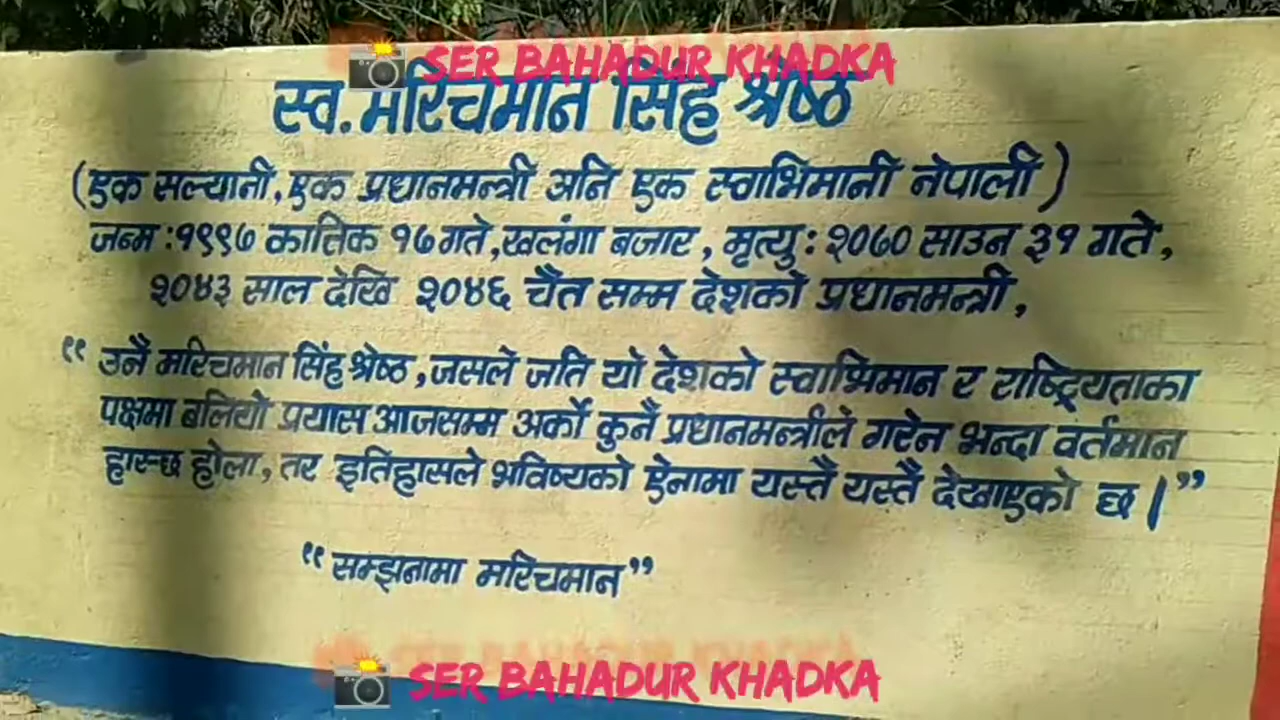 SER BAHADUR KHADKA
स्व. मरिचमान सिंह श्रेष्ठ
(एक सल्यानी, एक प्रधानमन्त्री अनि एक स्वाभिमानी नेपाली)
जन्म : १९९७ कात्तिक १७ गते, खलंगा बजार, मृत्यु : २०७० साउन ३१ गते,
२०४३ साल देखि २०४६ चैत सम्म देशको प्रधानमन्त्री,
“ उनै मरिचमान सिंह श्रेष्ठ, जसले जति यो देशको स्वाभिमान र राष्ट्रियताका
पक्षमा बलियो प्रयास आजसम्म अर्को कुनै प्रधानमन्त्रीले गरेन भन्दा वर्तमान
हास्छ होला, तर इतिहासले भविष्यको ऐनामा यस्तै यस्तै देखाएको छ । ”
“ सम्झनामा मरिचमान ”
SER BAHADUR KHADKA